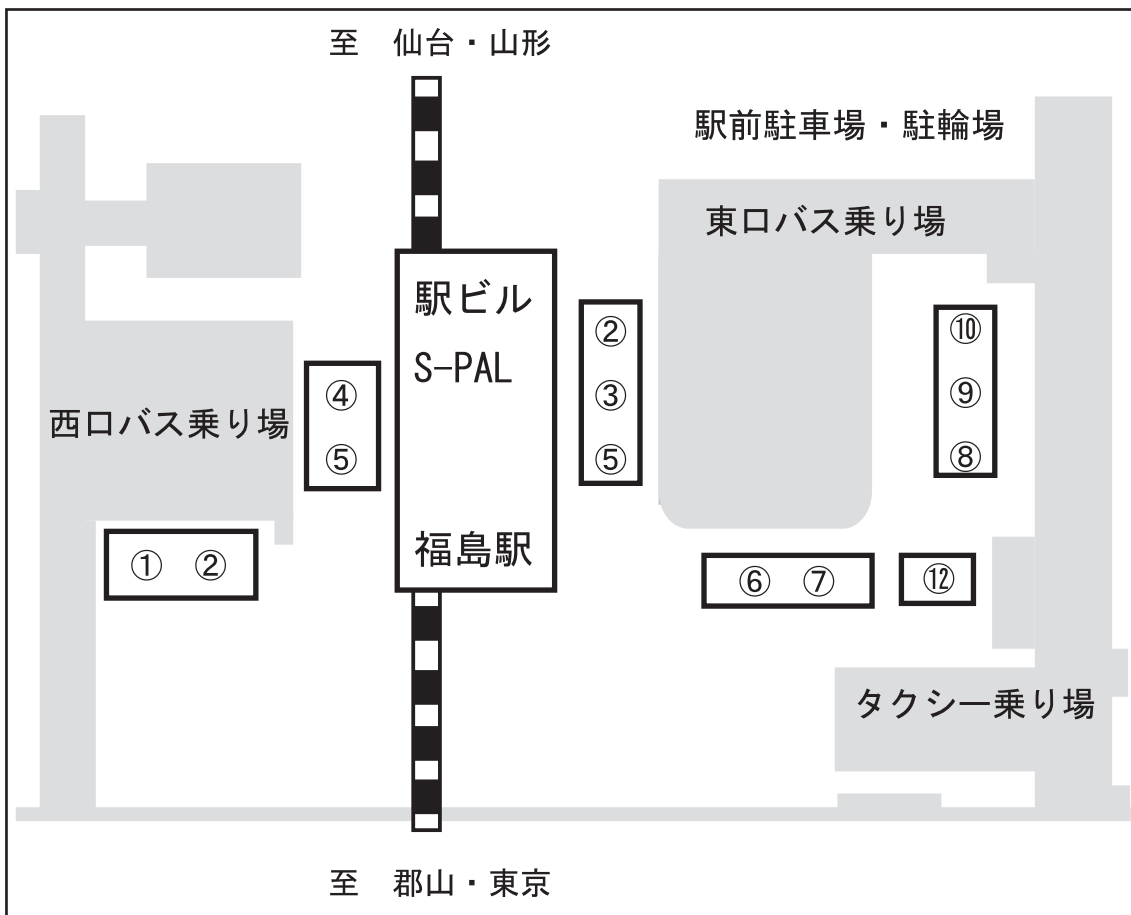 至 仙台・山形
駅前駐車場・駐輪場
東口バス乗り場
駅ビル
S-PAL
福島駅
西口バス乗り場
④
⑤
①　②
②
③
⑤
⑩
⑨
⑧
⑥　⑦
⑫
タクシー乗り場
至 郡山・東京